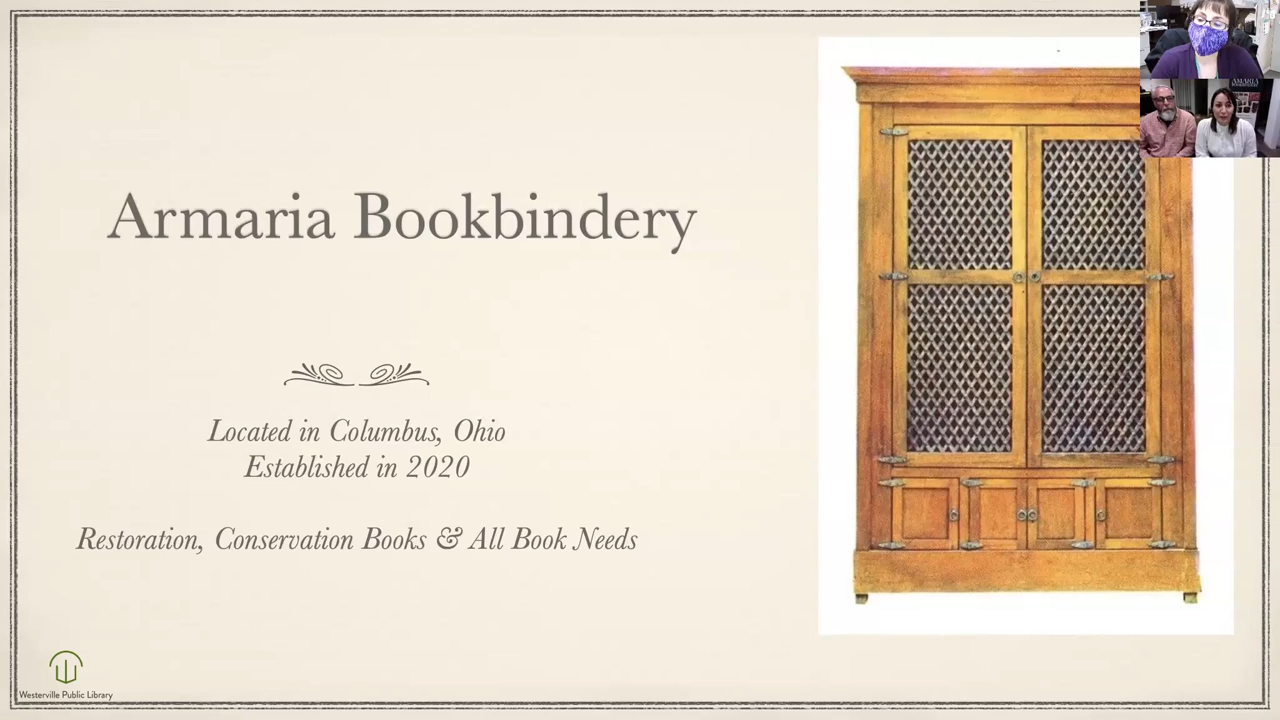 Armaria Bookbindery
Located in Columbus, Ohio
Established in 2020
Restoration, Conservation Books & All Book Needs
Westerville Public Library